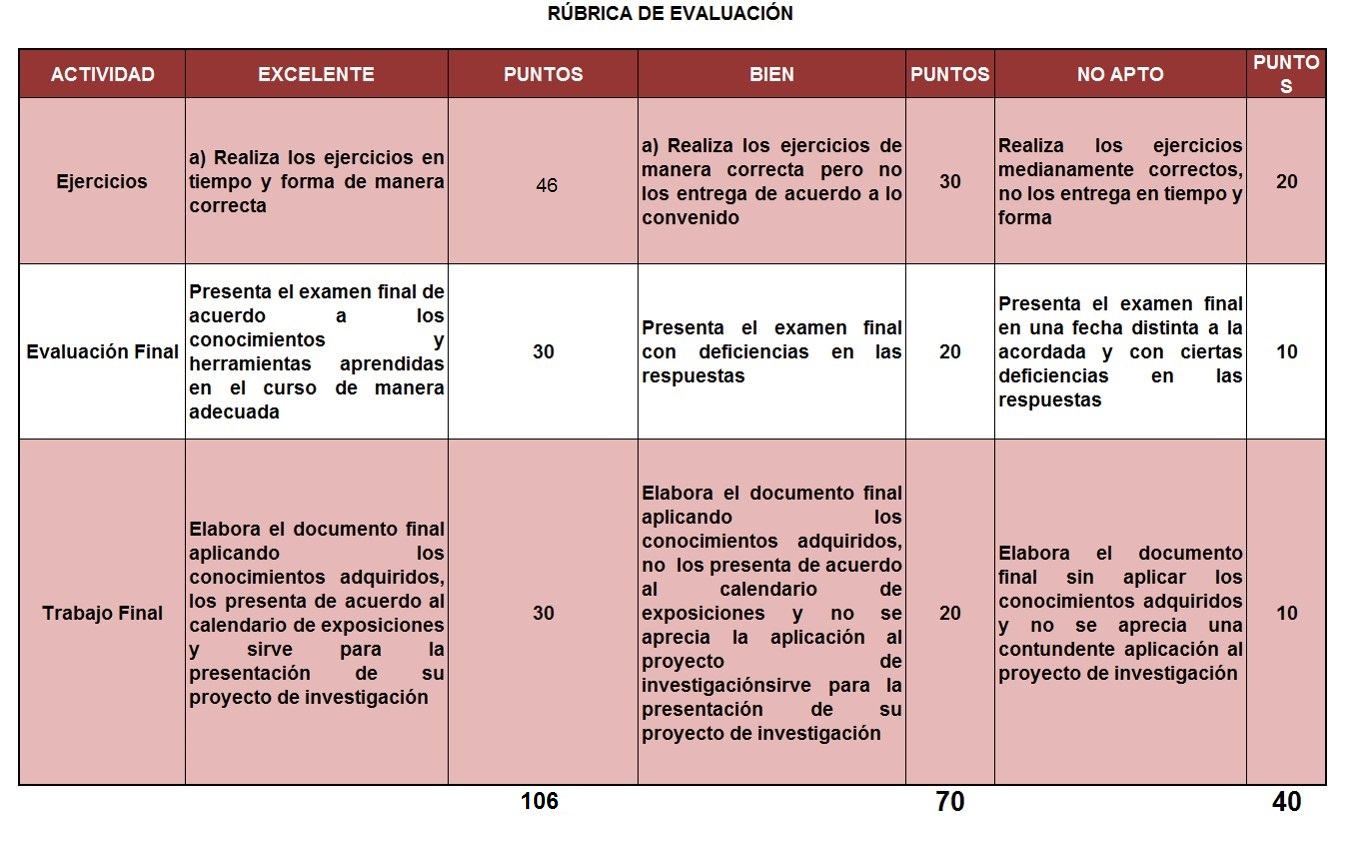 RÚBRICA DE EVALUACIÓN
ACTIVIDAD
EXCELENTE
PUNTOS
BIEN
PUNTOS
NO APTO
PUNTO
S
Ejercicios
a) Realiza los ejercicios en
tiempo y forma de manera
correcta
46
a) Realiza los ejercicios de
manera correcta pero no
los entrega de acuerdo a lo
convenido
30
Realiza los ejercicios
medianamente correctos,
no los entrega en tiempo y
forma
20
Evaluación Final
Presenta el examen final de
acuerdo a los
conocimientos y
herramientas aprendidas
en el curso de manera
adecuada
30
Presenta el examen final
con deficiencias en las
respuestas
20
Presenta el examen final
en una fecha distinta a la
acordada y con ciertas
deficiencias en las
respuestas
10
Trabajo Final
Elabora el documento final
aplicando los
conocimientos adquiridos,
los presenta de acuerdo al
calendario de exposiciones
y sirve para la
presentación de su
proyecto de investigación
30
Elabora el documento final
aplicando los
conocimientos adquiridos,
no los presenta de acuerdo
al calendario de
exposiciones y no se
aprecia la aplicación al
proyecto de
investigaciónsirve para la
presentación de su
proyecto de investigación
20
Elabora el documento
final sin aplicar los
conocimientos adquiridos
y no se aprecia una
contundente aplicación al
proyecto de investigación
10
106
70
40